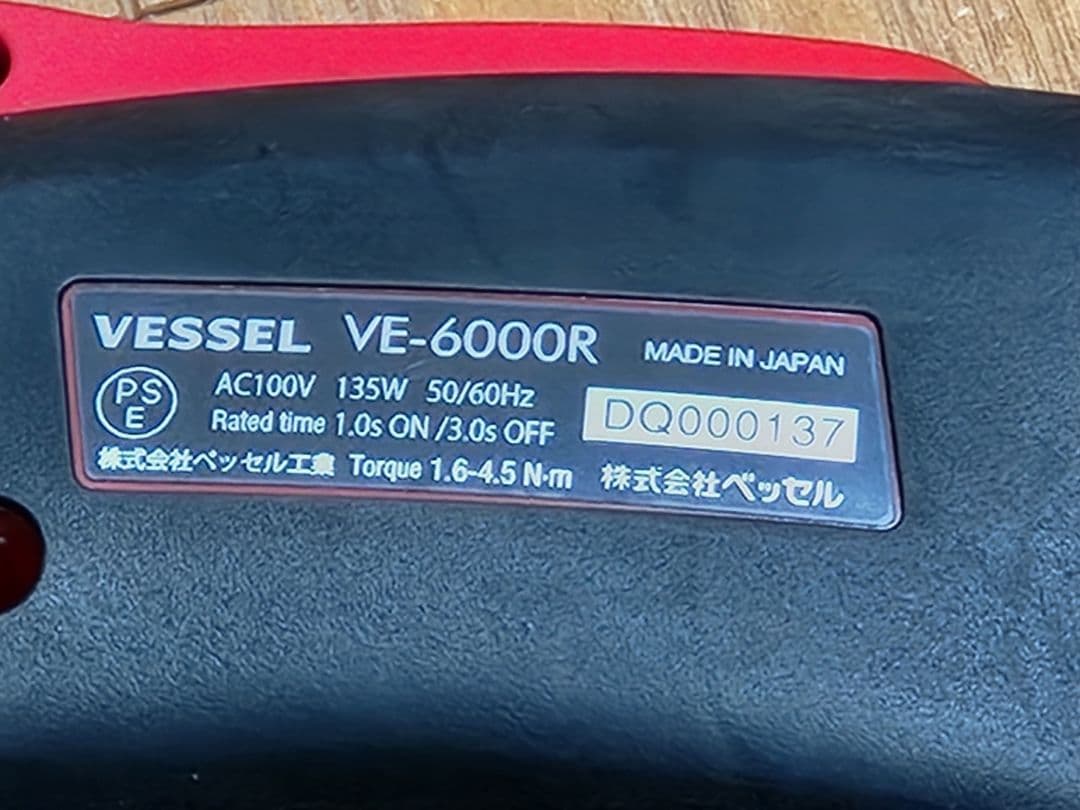 VESSEL VE-6000R MADE IN JAPAN
PS
E
AC100V 135W 50/60Hz
Rated time 1.0s ON /3.0s OFF
DQ000137
株式会社ベッセル工業 Torque 1.6-4.5 N·m 株式会社ベッセル